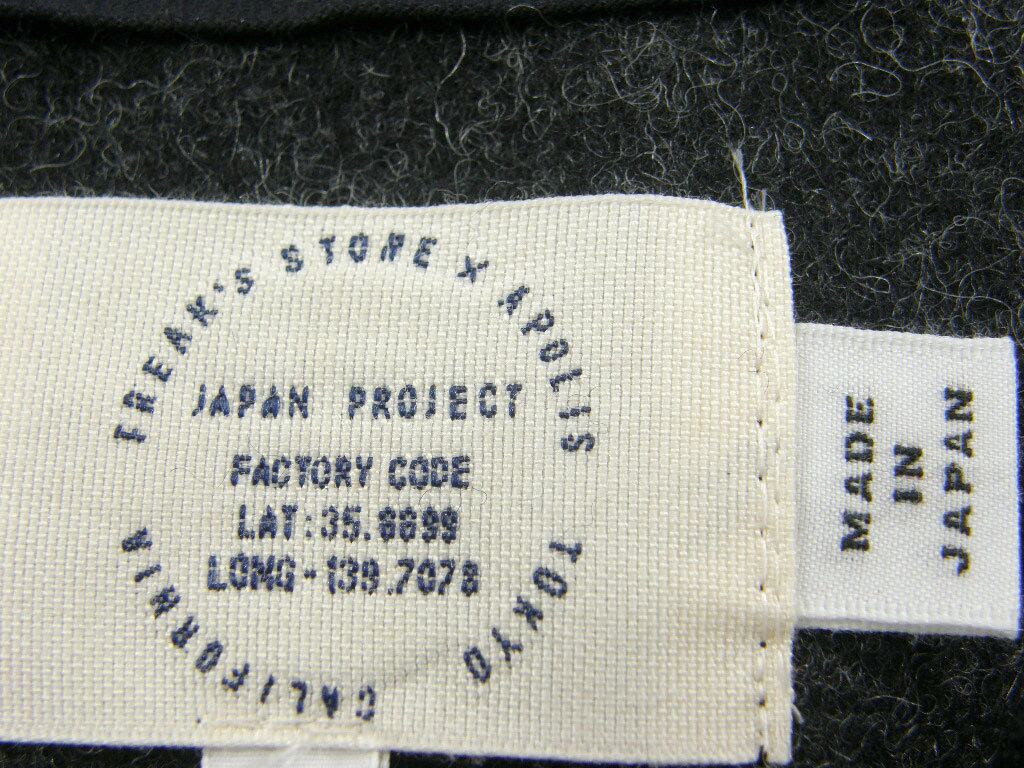 FREAK'S STORE X APOLIS
JAPAN PROJECT
FACTORY CODE
LAT:35.6699
LONG-139.7078
TOKYO
CALIFORNIA
MADE
IN
JAPAN